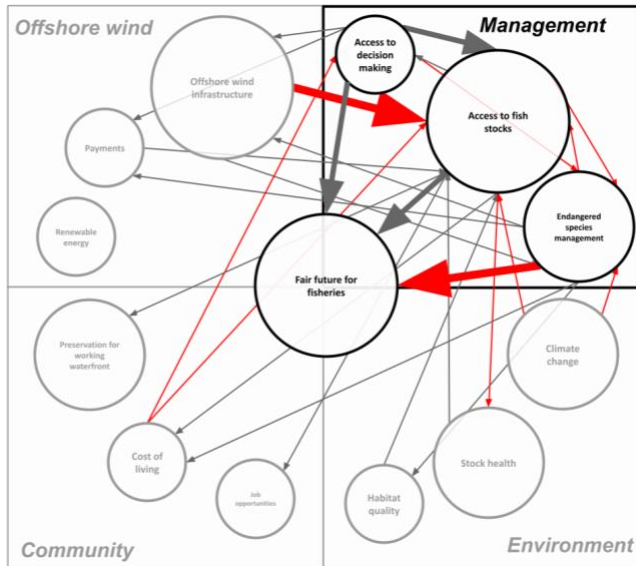 Offshore wind
Management
Access to
decision
making
Offshore wind
infrastructure
Access to fish
stocks
Payments
Renewable
energy
Endangered
species
management
Fair future for
fisheries
Preservation for
working
waterfront
Climate
change
Cost of
living
Job
opportunities
Habitat
quality
Stock health
Community
Environment